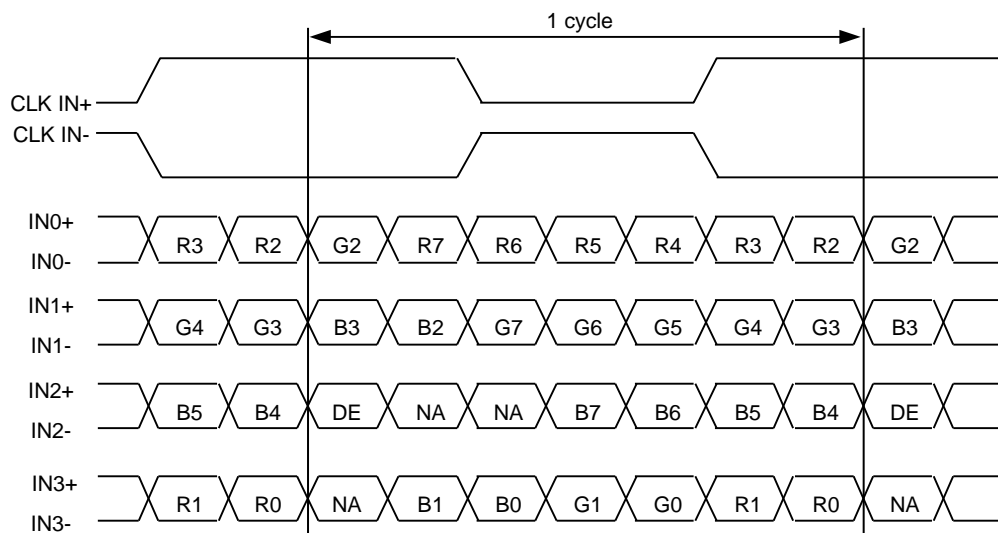 1 cycle
CLK IN+
CLK IN-
IN0+
R3 R2 G2 R7 R6 R5 R4 R3 R2 G2
IN0-
IN1+
G4 G3 B3 B2 G7 G6 G5 G4 G3 B3
IN1-
IN2+
B5 B4 DE NA NA B7 B6 B5 B4 DE
IN2-
IN3+
R1 R0 NA B1 B0 G1 G0 R1 R0 NA
IN3-